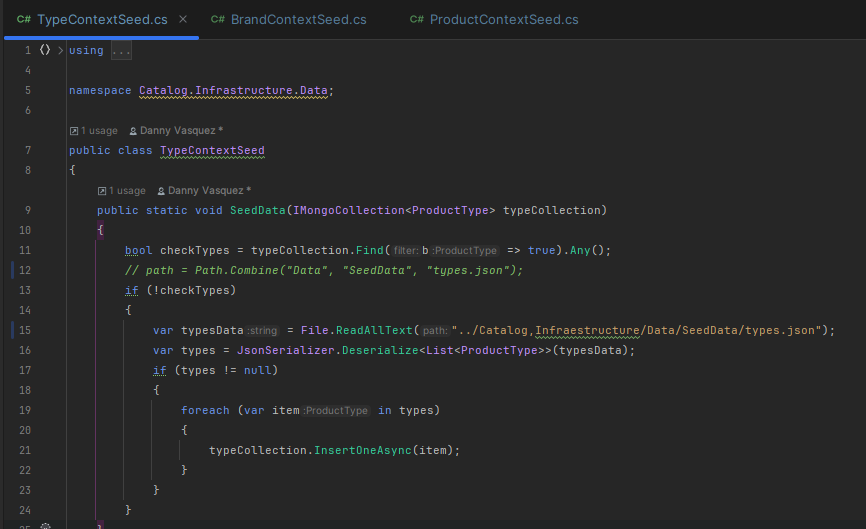 C# TypeContextSeed.cs × C# BrandContextSeed.cs C# ProductContextSeed.cs
1 using ...
4
5 namespace Catalog.Infrastructure.Data;
6
1 usage Danny Vasquez *
7 public class TypeContextSeed
8 {
1 usage Danny Vasquez *
9 public static void SeedData(IMongoCollection<ProductType> typeCollection)
10 {
11 bool checkTypes = typeCollection.Find( filter: b :ProductType => true).Any();
12 // path = Path.Combine("Data", "SeedData", "types.json");
13 if (!checkTypes)
14 {
15 var typesData :string = File.ReadAllText( path: "../Catalog,Infraestructure/Data/SeedData/types.json");
16 var types = JsonSerializer.Deserialize<List<ProductType>>(typesData);
17 if (types != null)
18 {
19 foreach (var item :ProductType in types)
20 {
21 typeCollection.InsertOneAsync(item);
22 }
23 }
24 }
25 }